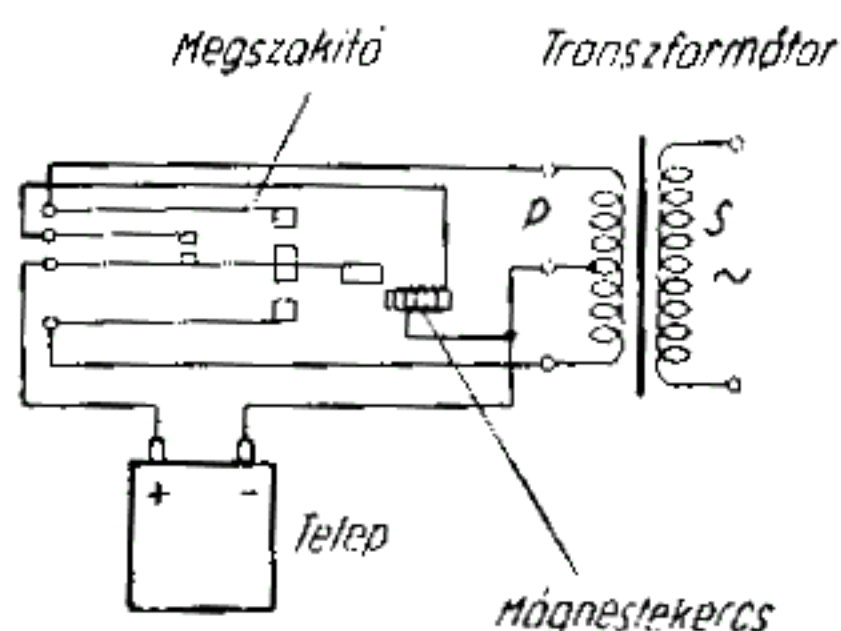 Megszakító
Transzformátor
p
S
~
+ -
Telep
Mágnestekercs